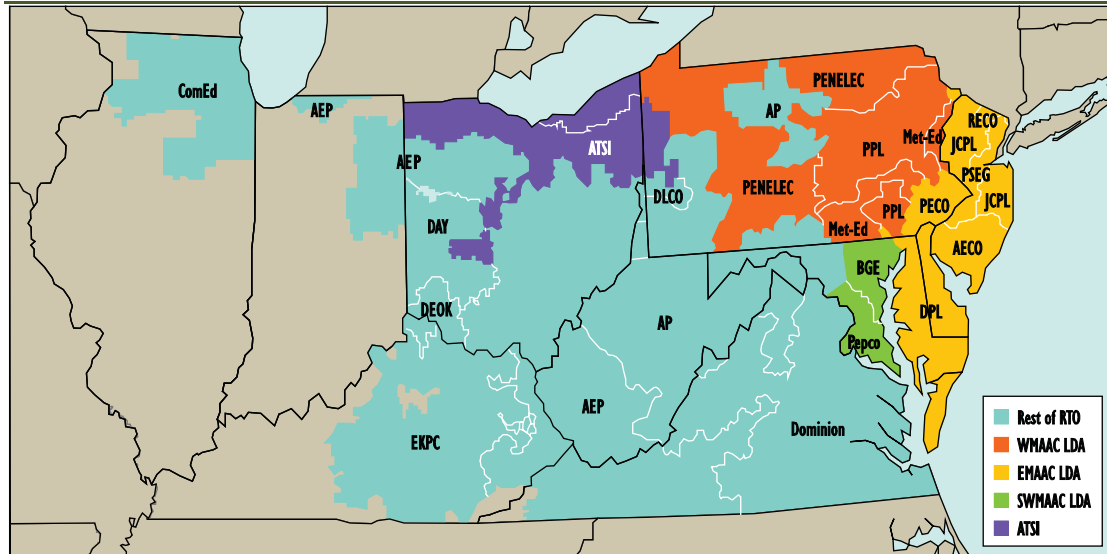 ComEd
AEP
AEP
ATSI
DAY
DEOK
DLCO
PENELEC
AP
PENELEC
PPL
Met-Ed
PPL
Met-Ed
RECO
JCPL
PSEG
JCPL
PECO
AECO
BGE
DPL
Pepco
AP
AEP
EKPC
Dominion
Rest of RTO
WMAAC LDA
EMAAC LDA
SWMAAC LDA
ATSI